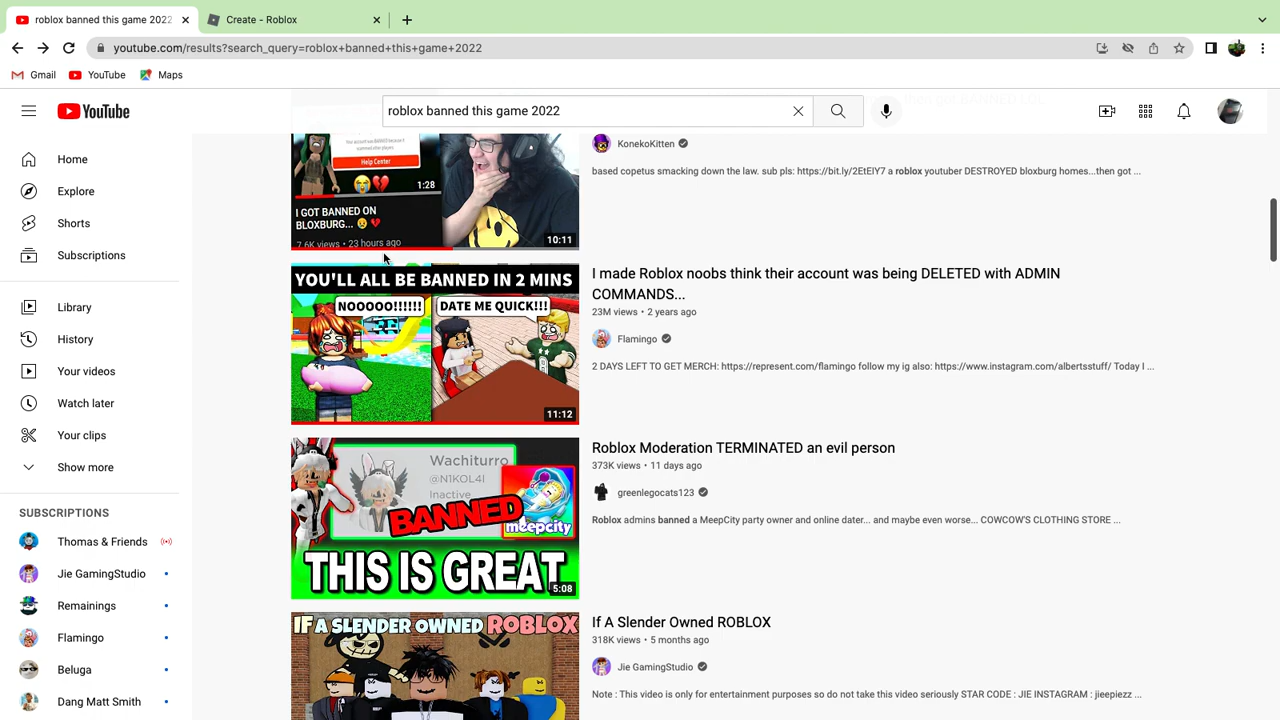 roblox banned this game 2022
Create - Roblox
youtube.com/results?search_query=roblox+banned+this+game+2022
Gmail
YouTube
Maps
YouTube
roblox banned this game 2022
Home
Explore
Shorts
Subscriptions
Library
History
Your videos
Watch later
Your clips
Show more
SUBSCRIPTIONS
Thomas & Friends
Jie GamingStudio
Remainings
Flamingo
Beluga
Dang Matt Smith
Help Center
1:28
I GOT BANNED ON
BLOXBURG...
7.6K views • 23 hours ago
10:11
KonekoKitten
based copetus smacking down the law. sub pls: https://bit.ly/2EtEIY7 a roblox youtuber DESTROYED bloxburg homes...then got ...
YOU'LL ALL BE BANNED IN 2 MINS
NOOOOO!!!!!!
DATE ME QUICK!!!
11:12
I made Roblox noobs think their account was being DELETED with ADMIN
COMMANDS...
23M views • 2 years ago
Flamingo
2 DAYS LEFT TO GET MERCH: https://represent.com/flamingo follow my ig also: https://www.instagram.com/albertsstuff/ Today I ...
Wachiturro
@N1KOL4I
Inactive
BANNED
meepcity
THIS IS GREAT
5:08
Roblox Moderation TERMINATED an evil person
373K views • 11 days ago
greenlegocats123
Roblox admins banned a MeepCity party owner and online dater... and maybe even worse... COWCOW'S CLOTHING STORE ...
IF A SLENDER OWNED ROBLOX
If A Slender Owned ROBLOX
318K views • 5 months ago
Jie GamingStudio
Note : This video is only for entertainment purposes so do not take this video seriously STAR CODE : JIE INSTAGRAM : jieepiezz ...